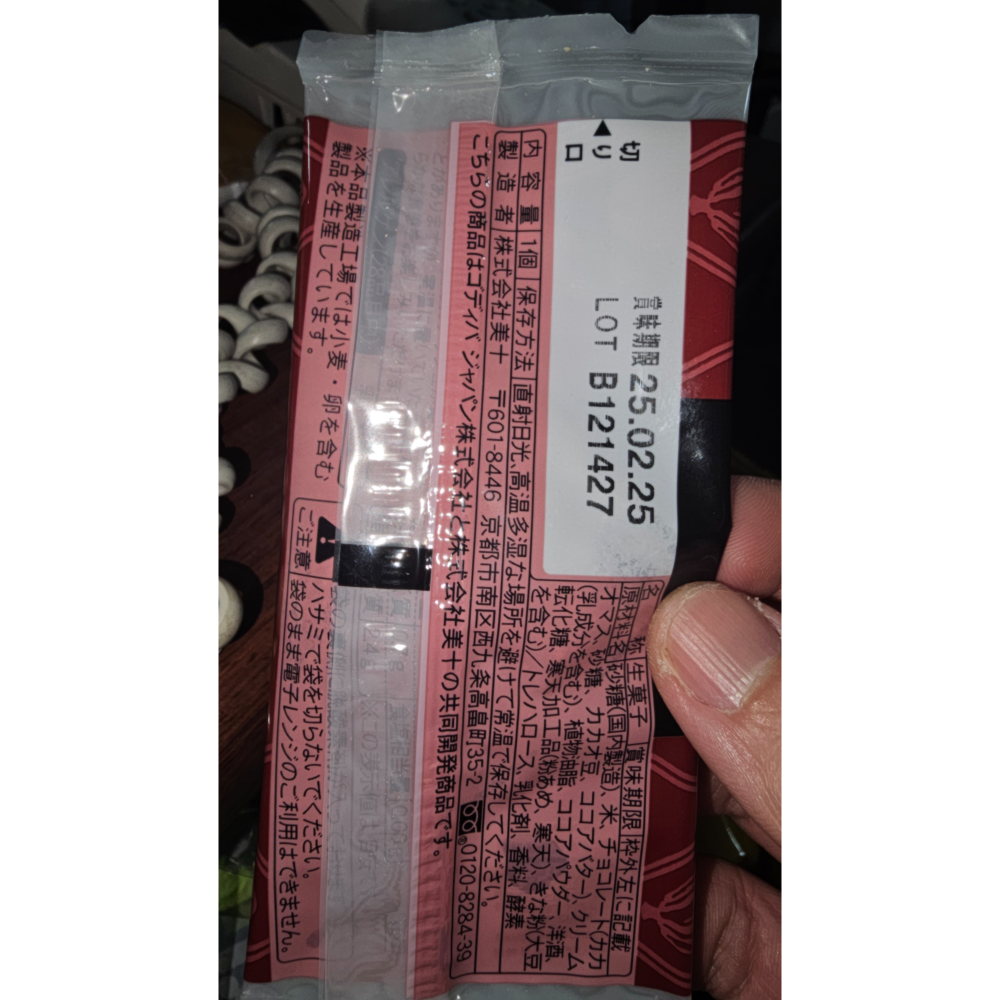 切り口
賞味期限 25.02.25
LOT B121427
名 称 生菓子 賞味期限 枠外左に記載
原材料名 砂糖(国内製造)、米、チョコレート(カカ
オマス、砂糖、カカオ豆、ココアバター)、クリーム
(乳成分を含む)、植物油脂、ココアパウダー、洋酒、
転化糖、寒天加工品(粉あめ、寒天)、きな粉(大豆
を含む)/トレハロース、乳化剤、香料、酵素
内容量 1個 保存方法 直射日光、高温多湿な場所を避けて常温で保存してください。
製造者 株式会社美十 〒601-8446 京都市南区西九条高畠町35-2 0120-8284-39
こちらの商品はゴディバ ジャパン株式会社と株式会社美十の共同開発商品です。
※本品製造工場では小麦・卵を含む
製品を生産しています。
ご注意
ハサミで袋を切らないでください。
袋のまま電子レンジのご利用はできません。